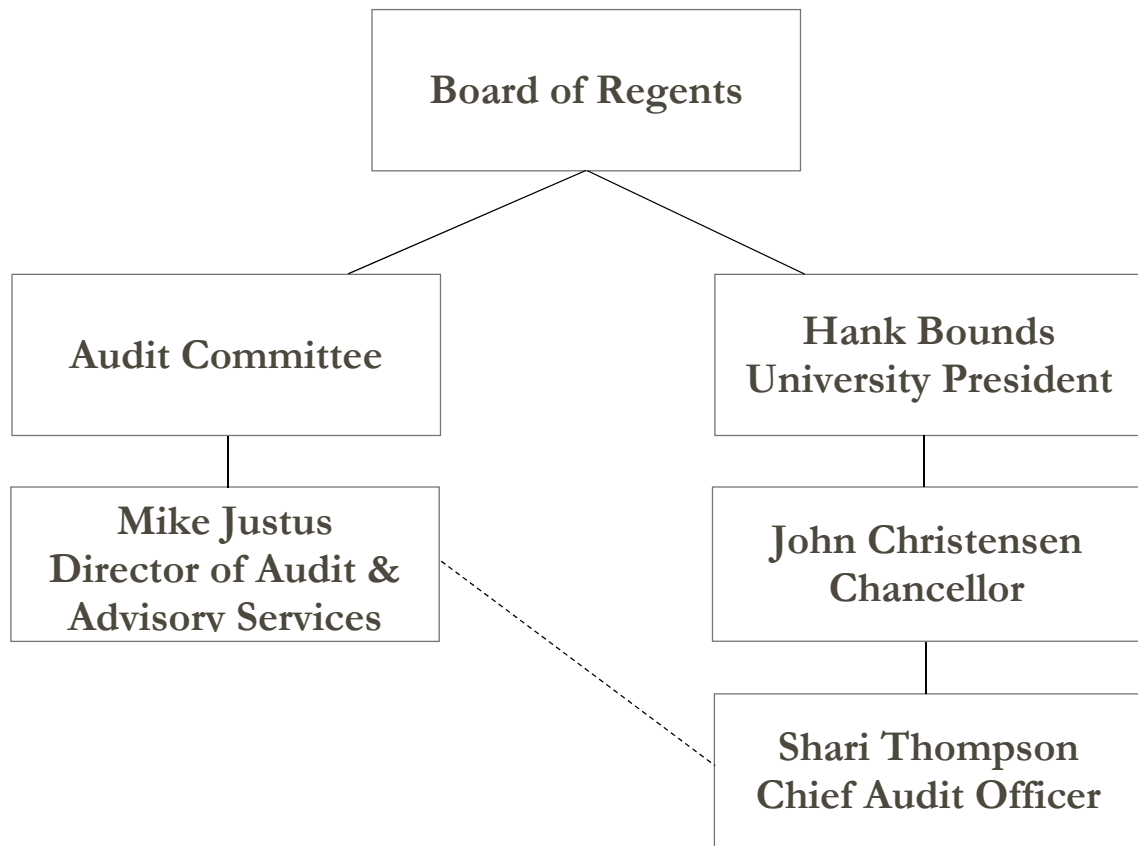 Board of Regents
Audit Committee
Hank Bounds
University President
Mike Justus
Director of Audit &
Advisory Services
John Christensen
Chancellor
Shari Thompson
Chief Audit Officer